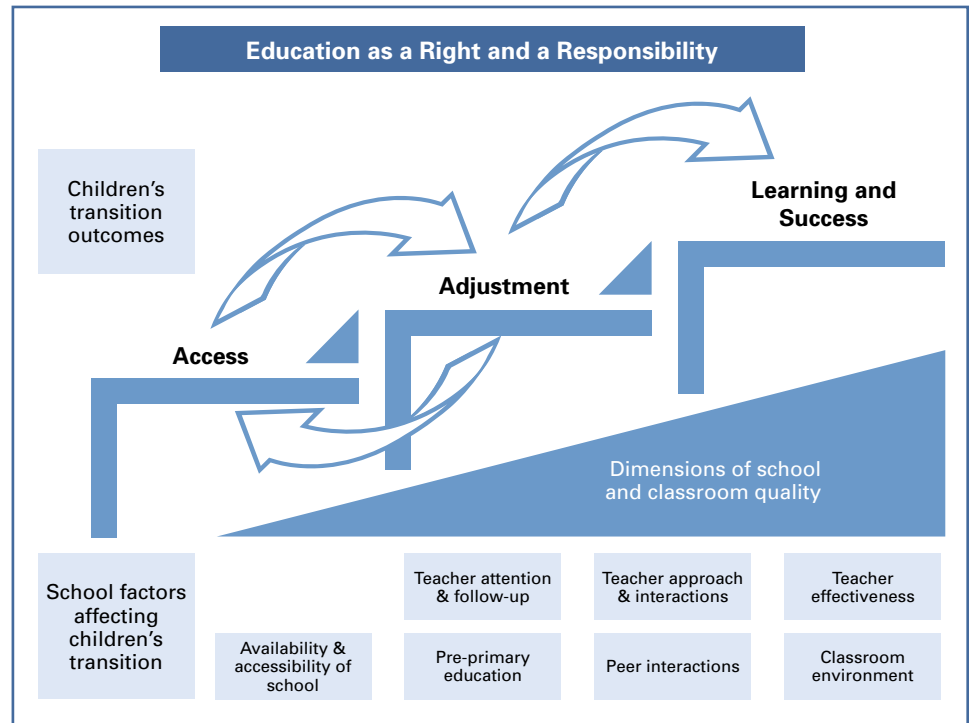 Education as a Right and a Responsibility
Children’s
transition
outcomes
Learning and
Success
Adjustment
Access
Dimensions of school
and classroom quality
School factors
affecting
children’s
transition
Availability &
accessibility of
school
Teacher attention
& follow-up
Pre-primary
education
Teacher approach
& interactions
Peer interactions
Teacher
effectiveness
Classroom
environment